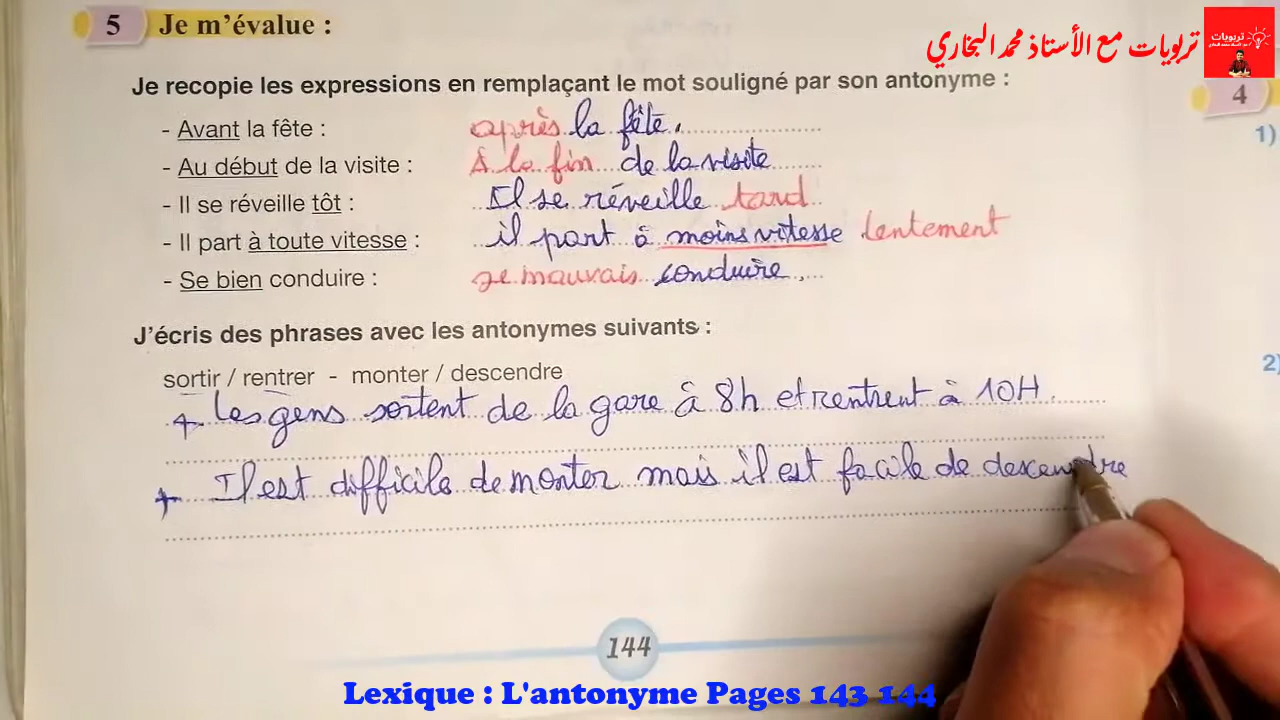 5 Je m'évalue :
تربويات مع الأستاذ محمد البخاري
تربويات
4
Je recopie les expressions en remplaçant le mot souligné par son antonyme :
- Avant la fête : après la fête.
- Au début de la visite : À la fin de la visite
- Il se réveille tôt : Il se réveille tard
- Il part à toute vitesse : il part à moins vitesse lentement
- Se bien conduire : se mauvais conduire.
1)
J'écris des phrases avec les antonymes suivants :
sortir / rentrer - monter / descendre
2)
+ Les gens sortent de la gare à 8h et rentrent à 10H.
+ Il est difficile de monter mais il est facile de descendre
144
Lexique : L'antonyme Pages 143 144